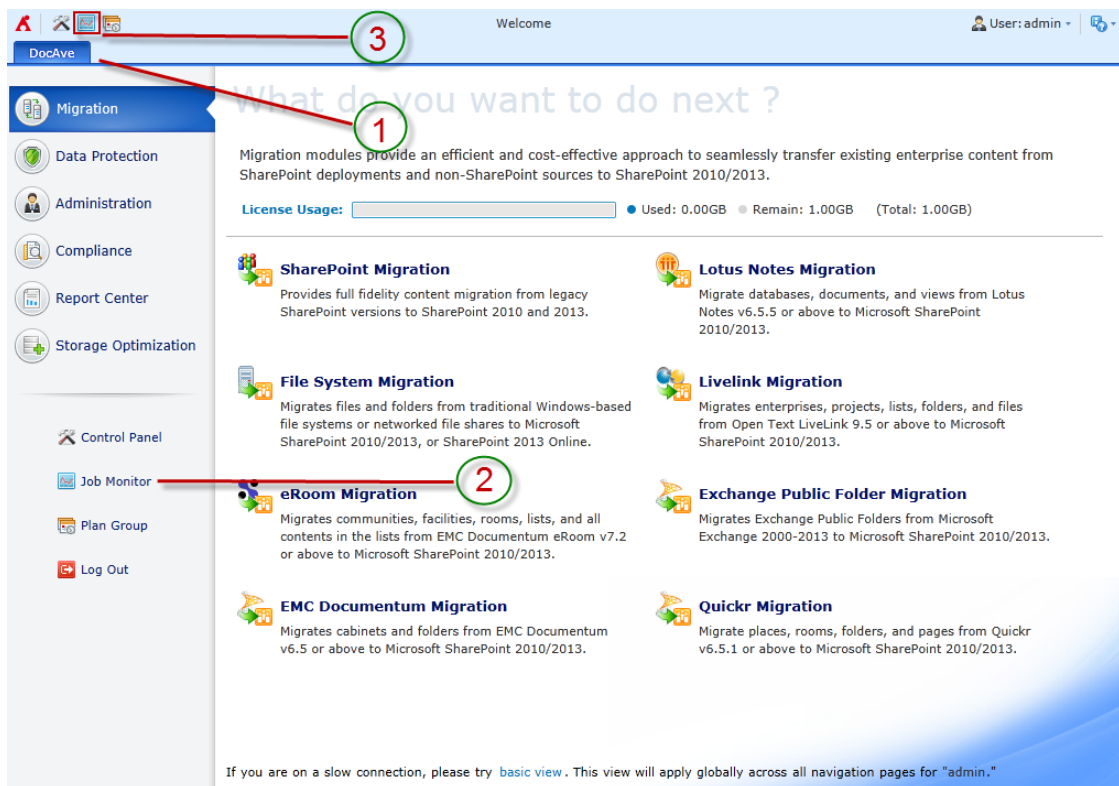 Welcome
User: admin
3
DocAve
What do you want to do next ?
1
Migration
Data Protection
Administration
Compliance
Report Center
Storage Optimization
Control Panel
Job Monitor
2
Plan Group
Log Out
Migration modules provide an efficient and cost-effective approach to seamlessly transfer existing enterprise content from
SharePoint deployments and non-SharePoint sources to SharePoint 2010/2013.
License Usage: Used: 0.00GB Remain: 1.00GB (Total: 1.00GB)
SharePoint Migration
Provides full fidelity content migration from legacy
SharePoint versions to SharePoint 2010 and 2013.
Lotus Notes Migration
Migrate databases, documents, and views from Lotus
Notes v6.5.5 or above to Microsoft SharePoint
2010/2013.
File System Migration
Migrates files and folders from traditional Windows-based
file systems or networked file shares to Microsoft
SharePoint 2010/2013, or SharePoint 2013 Online.
Livelink Migration
Migrates enterprises, projects, lists, folders, and files
from Open Text LiveLink 9.5 or above to Microsoft
SharePoint 2010/2013.
eRoom Migration
Migrates communities, facilities, rooms, lists, and all
contents in the lists from EMC Documentum eRoom v7.2
or above to Microsoft SharePoint 2010/2013.
Exchange Public Folder Migration
Migrates Exchange Public Folders from Microsoft
Exchange 2000-2013 to Microsoft SharePoint 2010/2013.
EMC Documentum Migration
Migrates cabinets and folders from EMC Documentum
v6.5 or above to Microsoft SharePoint 2010/2013.
Quickr Migration
Migrate places, rooms, folders, and pages from Quickr
v6.5.1 or above to Microsoft SharePoint 2010/2013.
If you are on a slow connection, please try basic view. This view will apply globally across all navigation pages for "admin."